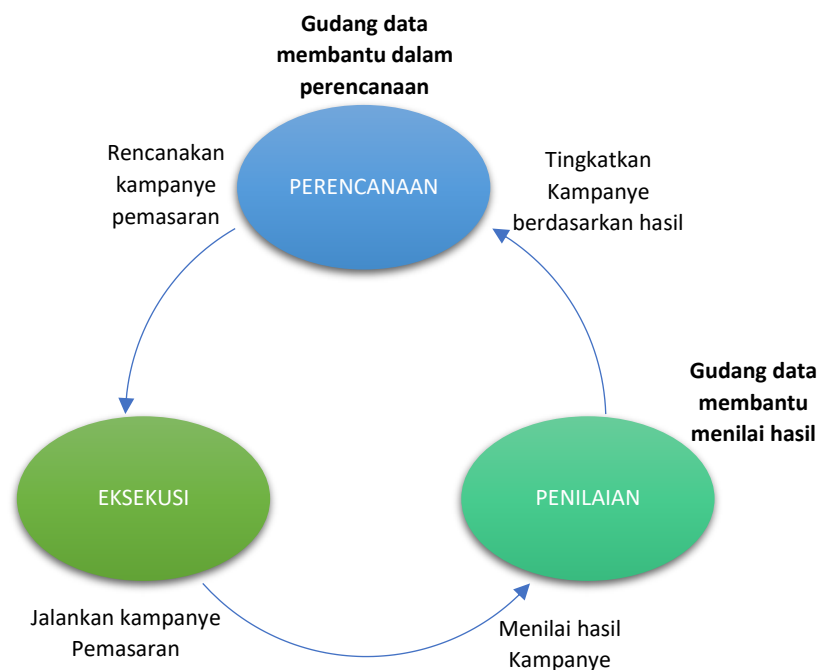 Gudang data
membantu dalam
perencanaan
Rencanakan
kampanye
pemasaran
PERENCANAAN
Tingkatkan
Kampanye
berdasarkan hasil
Gudang data
membantu
menilai hasil
EKSEKUSI
PENILAIAN
Jalankan kampanye
Pemasaran
Menilai hasil
Kampanye